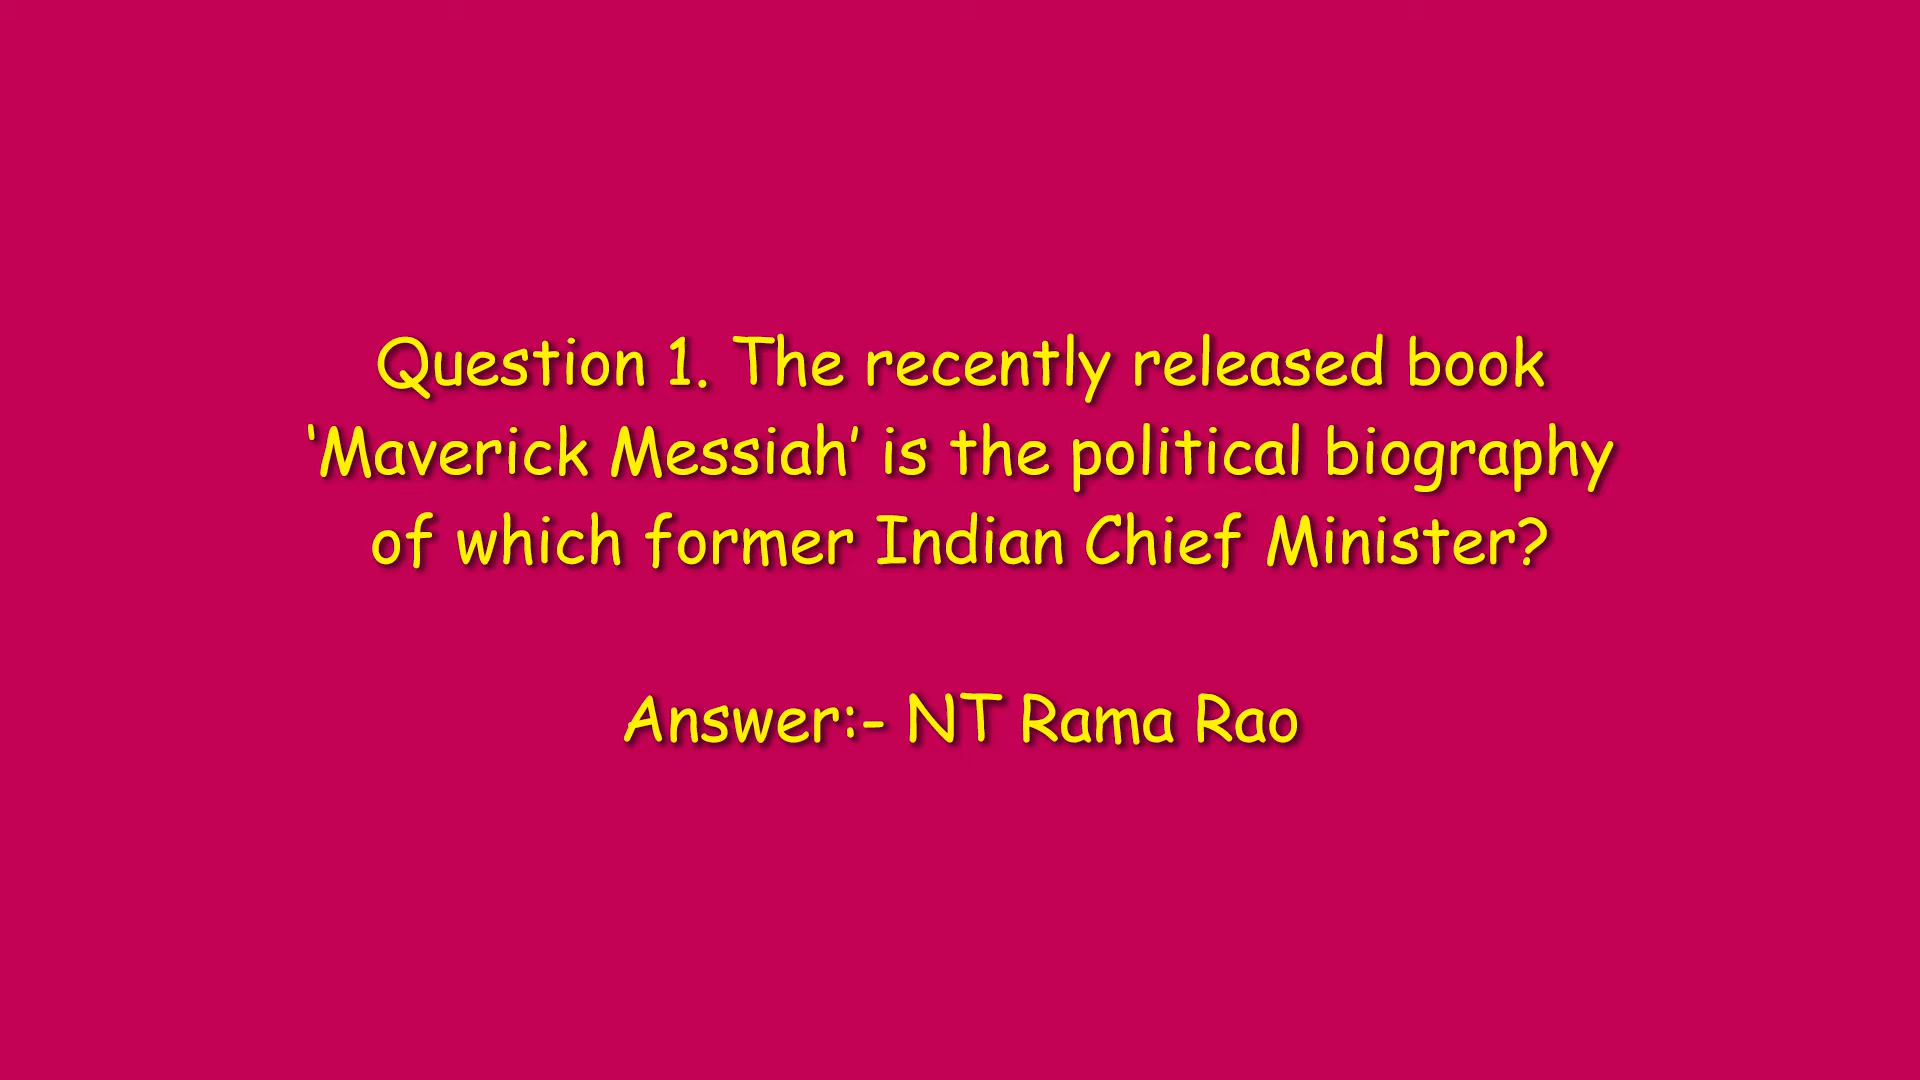 Question 1. The recently released book
‘Maverick Messiah’ is the political biography
of which former Indian Chief Minister?
Answer:- NT Rama Rao